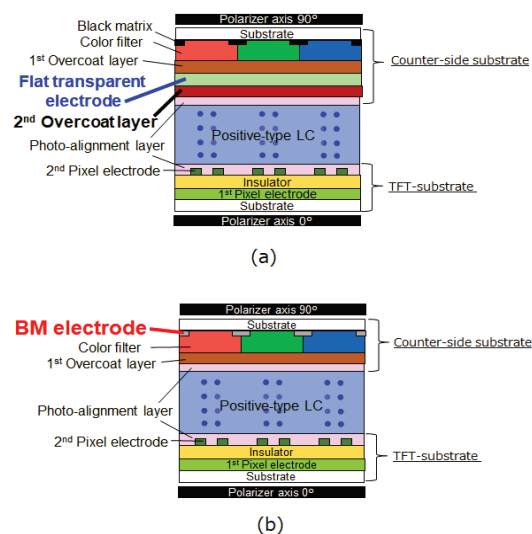 Polarizer axis 90°
Substrate
Black matrix
Color filter
1st Overcoat layer
Counter-side substrate
Flat transparent
electrode
2nd Overcoat layer
Photo-alignment layer
Positive-type LC
2nd Pixel electrode
Insulator
TFT-substrate
1st Pixel electrode
Substrate
Polarizer axis 0°
(a)
Polarizer axis 90°
BM electrode
Substrate
Color filter
Counter-side substrate
1st Overcoat layer
Photo-alignment layer
Positive-type LC
2nd Pixel electrode
Insulator
TFT-substrate
1st Pixel electrode
Substrate
Polarizer axis 0°
(b)